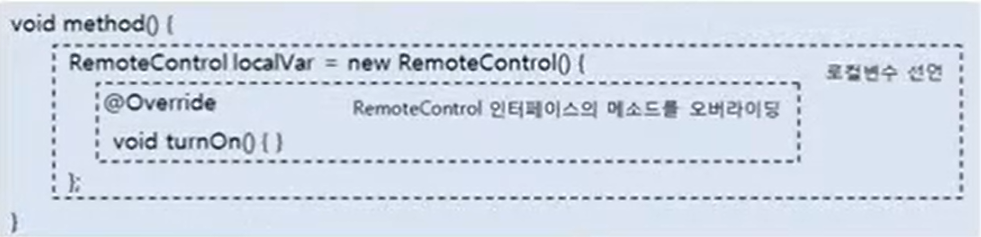 void method() {
RemoteControl localVar = new RemoteControl() {
로컬변수 선언
@Override
RemoteControl 인터페이스의 메소드를 오버라이딩
void turnOn() { }
};
}